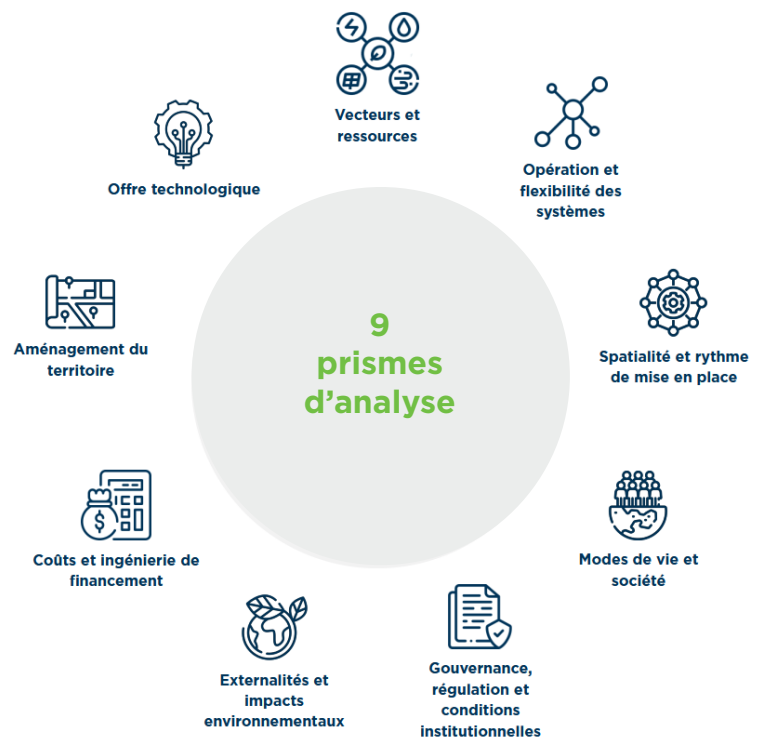 Vecteurs et
ressources
Opération et
flexibilité des
systèmes
Offre technologique
9
prismes
d’analyse
Aménagement du
territoire
Spatialité et rythme
de mise en place
Coûts et ingénierie de
financement
Modes de vie et
société
Externalités et
impacts
environnementaux
Gouvernance,
régulation et
conditions
institutionnelles